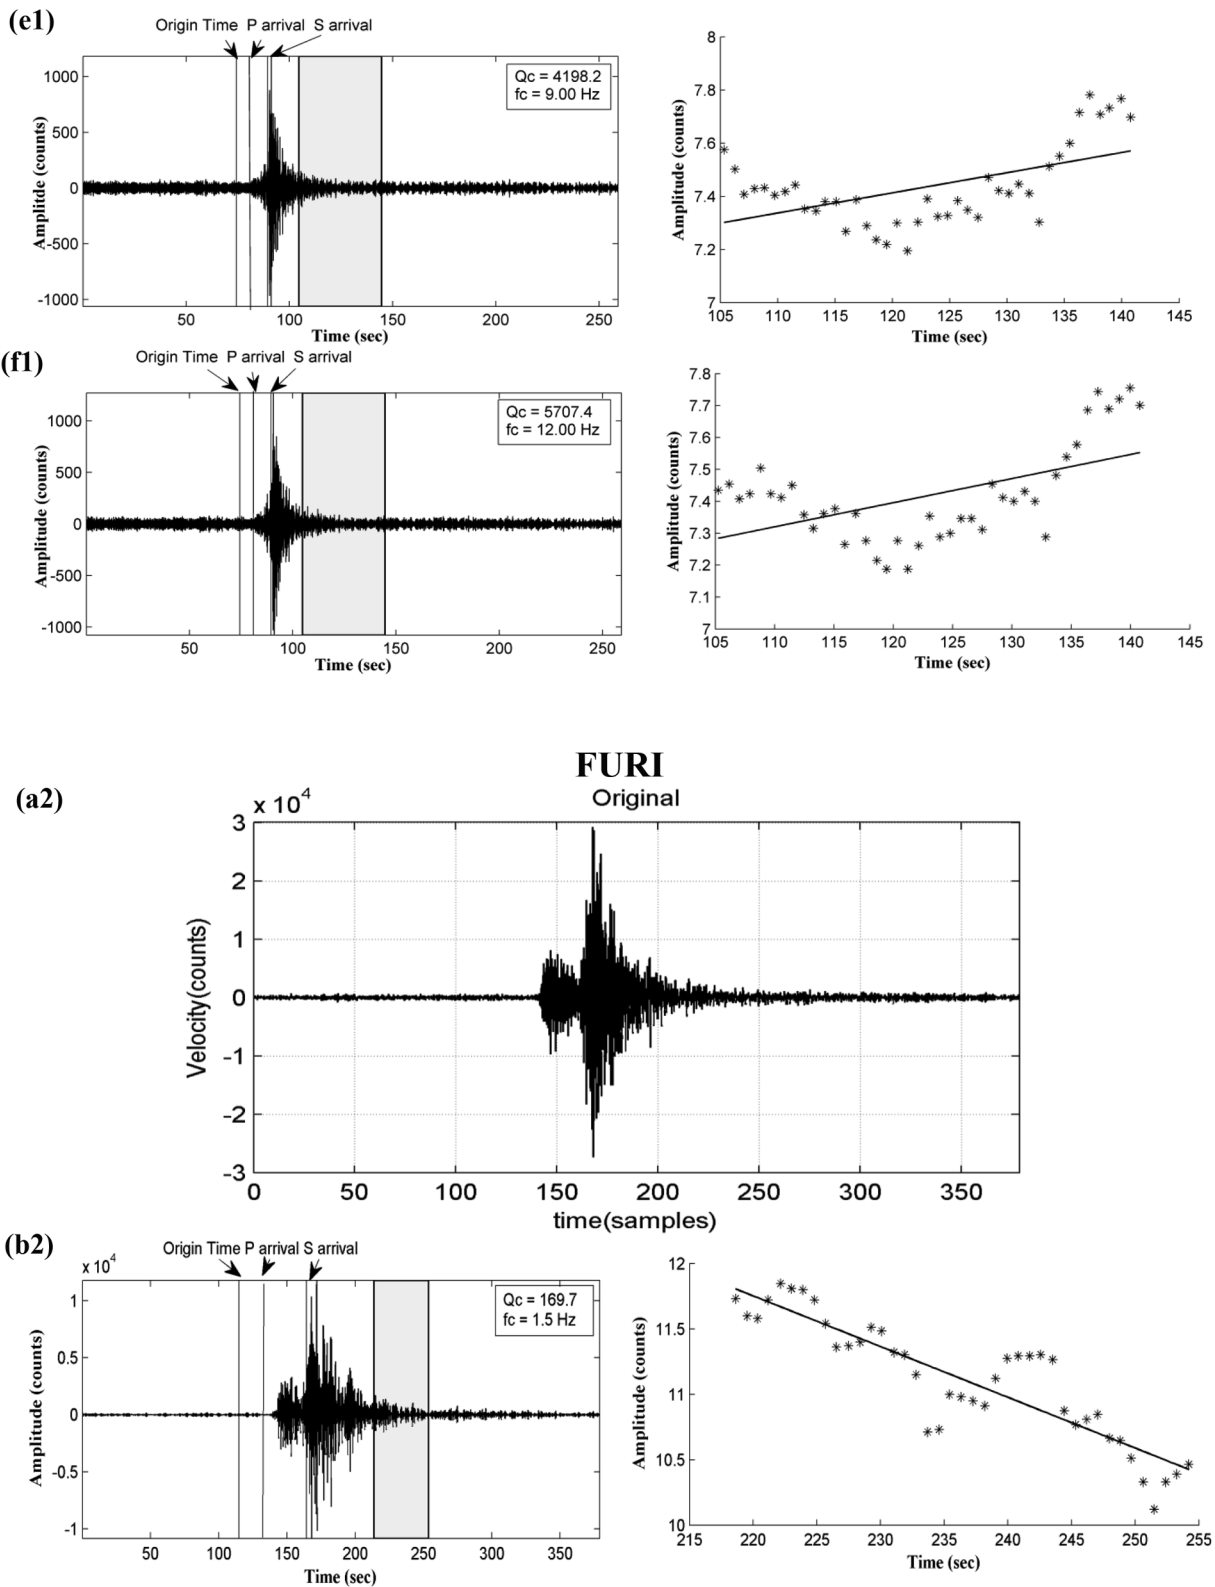 (e1)
Origin Time P arrival S arrival
Qc = 4198.2
fc = 9.00 Hz
1000
500
0
-500
-1000
Amplitde (counts)
50 100 150 200 250
Time (sec)
8
7.8
7.6
7.4
7.2
7
Amplitude (counts)
105 110 115 120 125 130 135 140 145
Time (sec)
(f1)
Origin Time P arrival S arrival
Qc = 5707.4
fc = 12.00 Hz
1000
500
0
-500
-1000
Amplitude (counts)
50 100 150 200 250
Time (sec)
7.8
7.7
7.6
7.5
7.4
7.3
7.2
7.1
7
Amplitude (counts)
105 110 115 120 125 130 135 140 145
Time (sec)
FURI
(a2)
x 10^4
Original
3
2
1
0
-1
-2
-3
Velocity(counts)
0 50 100 150 200 250 300 350
time(samples)
(b2)
Origin Time P arrival S arrival
x 10^4
Qc = 169.7
fc = 1.5 Hz
1
0.5
0
-0.5
-1
Amplitude (counts)
50 100 150 200 250 300 350
Time (sec)
12
11.5
11
10.5
10
Amplitude (counts)
215 220 225 230 235 240 245 250 255
Time (sec)